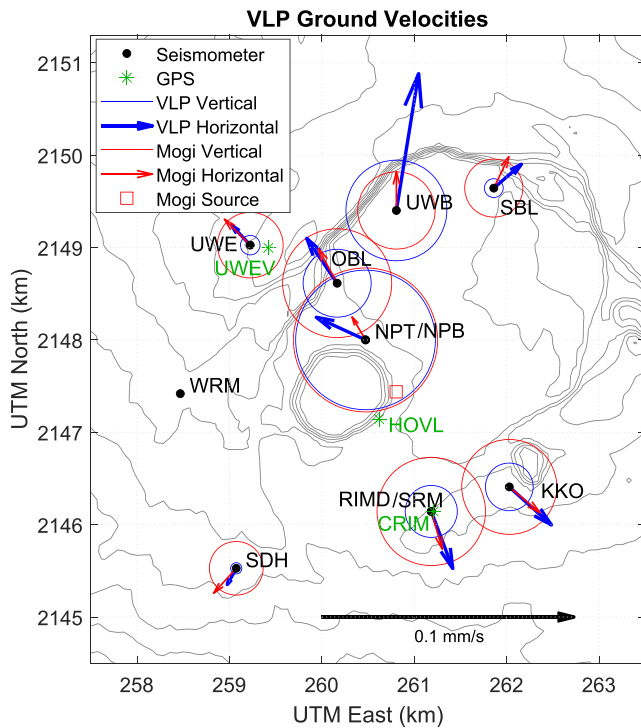 VLP Ground Velocities
Seismometer
GPS
VLP Vertical
VLP Horizontal
Mogi Vertical
Mogi Horizontal
Mogi Source
2151
2150
2149
2148
2147
2146
2145
UTM North (km)
UWB
SBL
UWE
UWEV
OBL
NPT/NPB
WRM
HOVL
KKO
RIMD/SRM
CRIM
SDH
0.1 mm/s
258 259 260 261 262 263
UTM East (km)